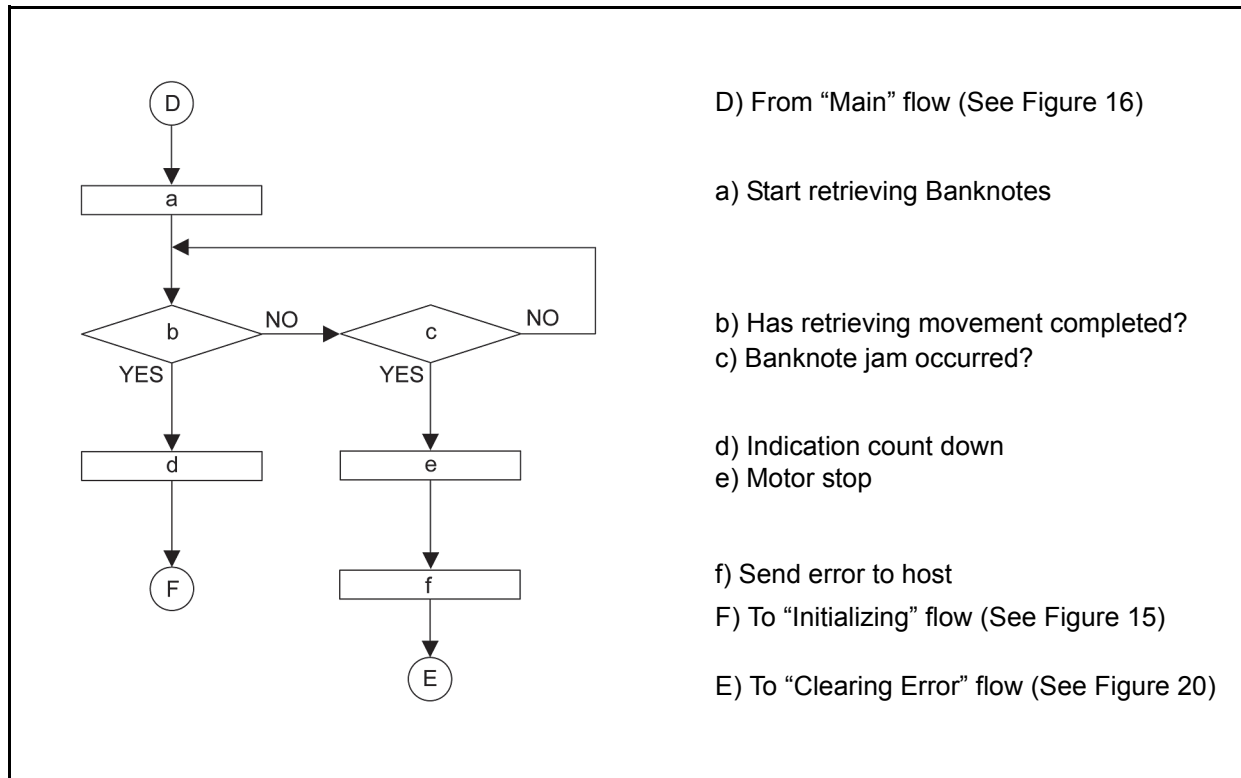 D
a
b
NO
c
NO
YES
YES
d
e
F
f
E
D) From “Main” flow (See Figure 16)
a) Start retrieving Banknotes
b) Has retrieving movement completed?
c) Banknote jam occurred?
d) Indication count down
e) Motor stop
f) Send error to host
F) To “Initializing” flow (See Figure 15)
E) To “Clearing Error” flow (See Figure 20)